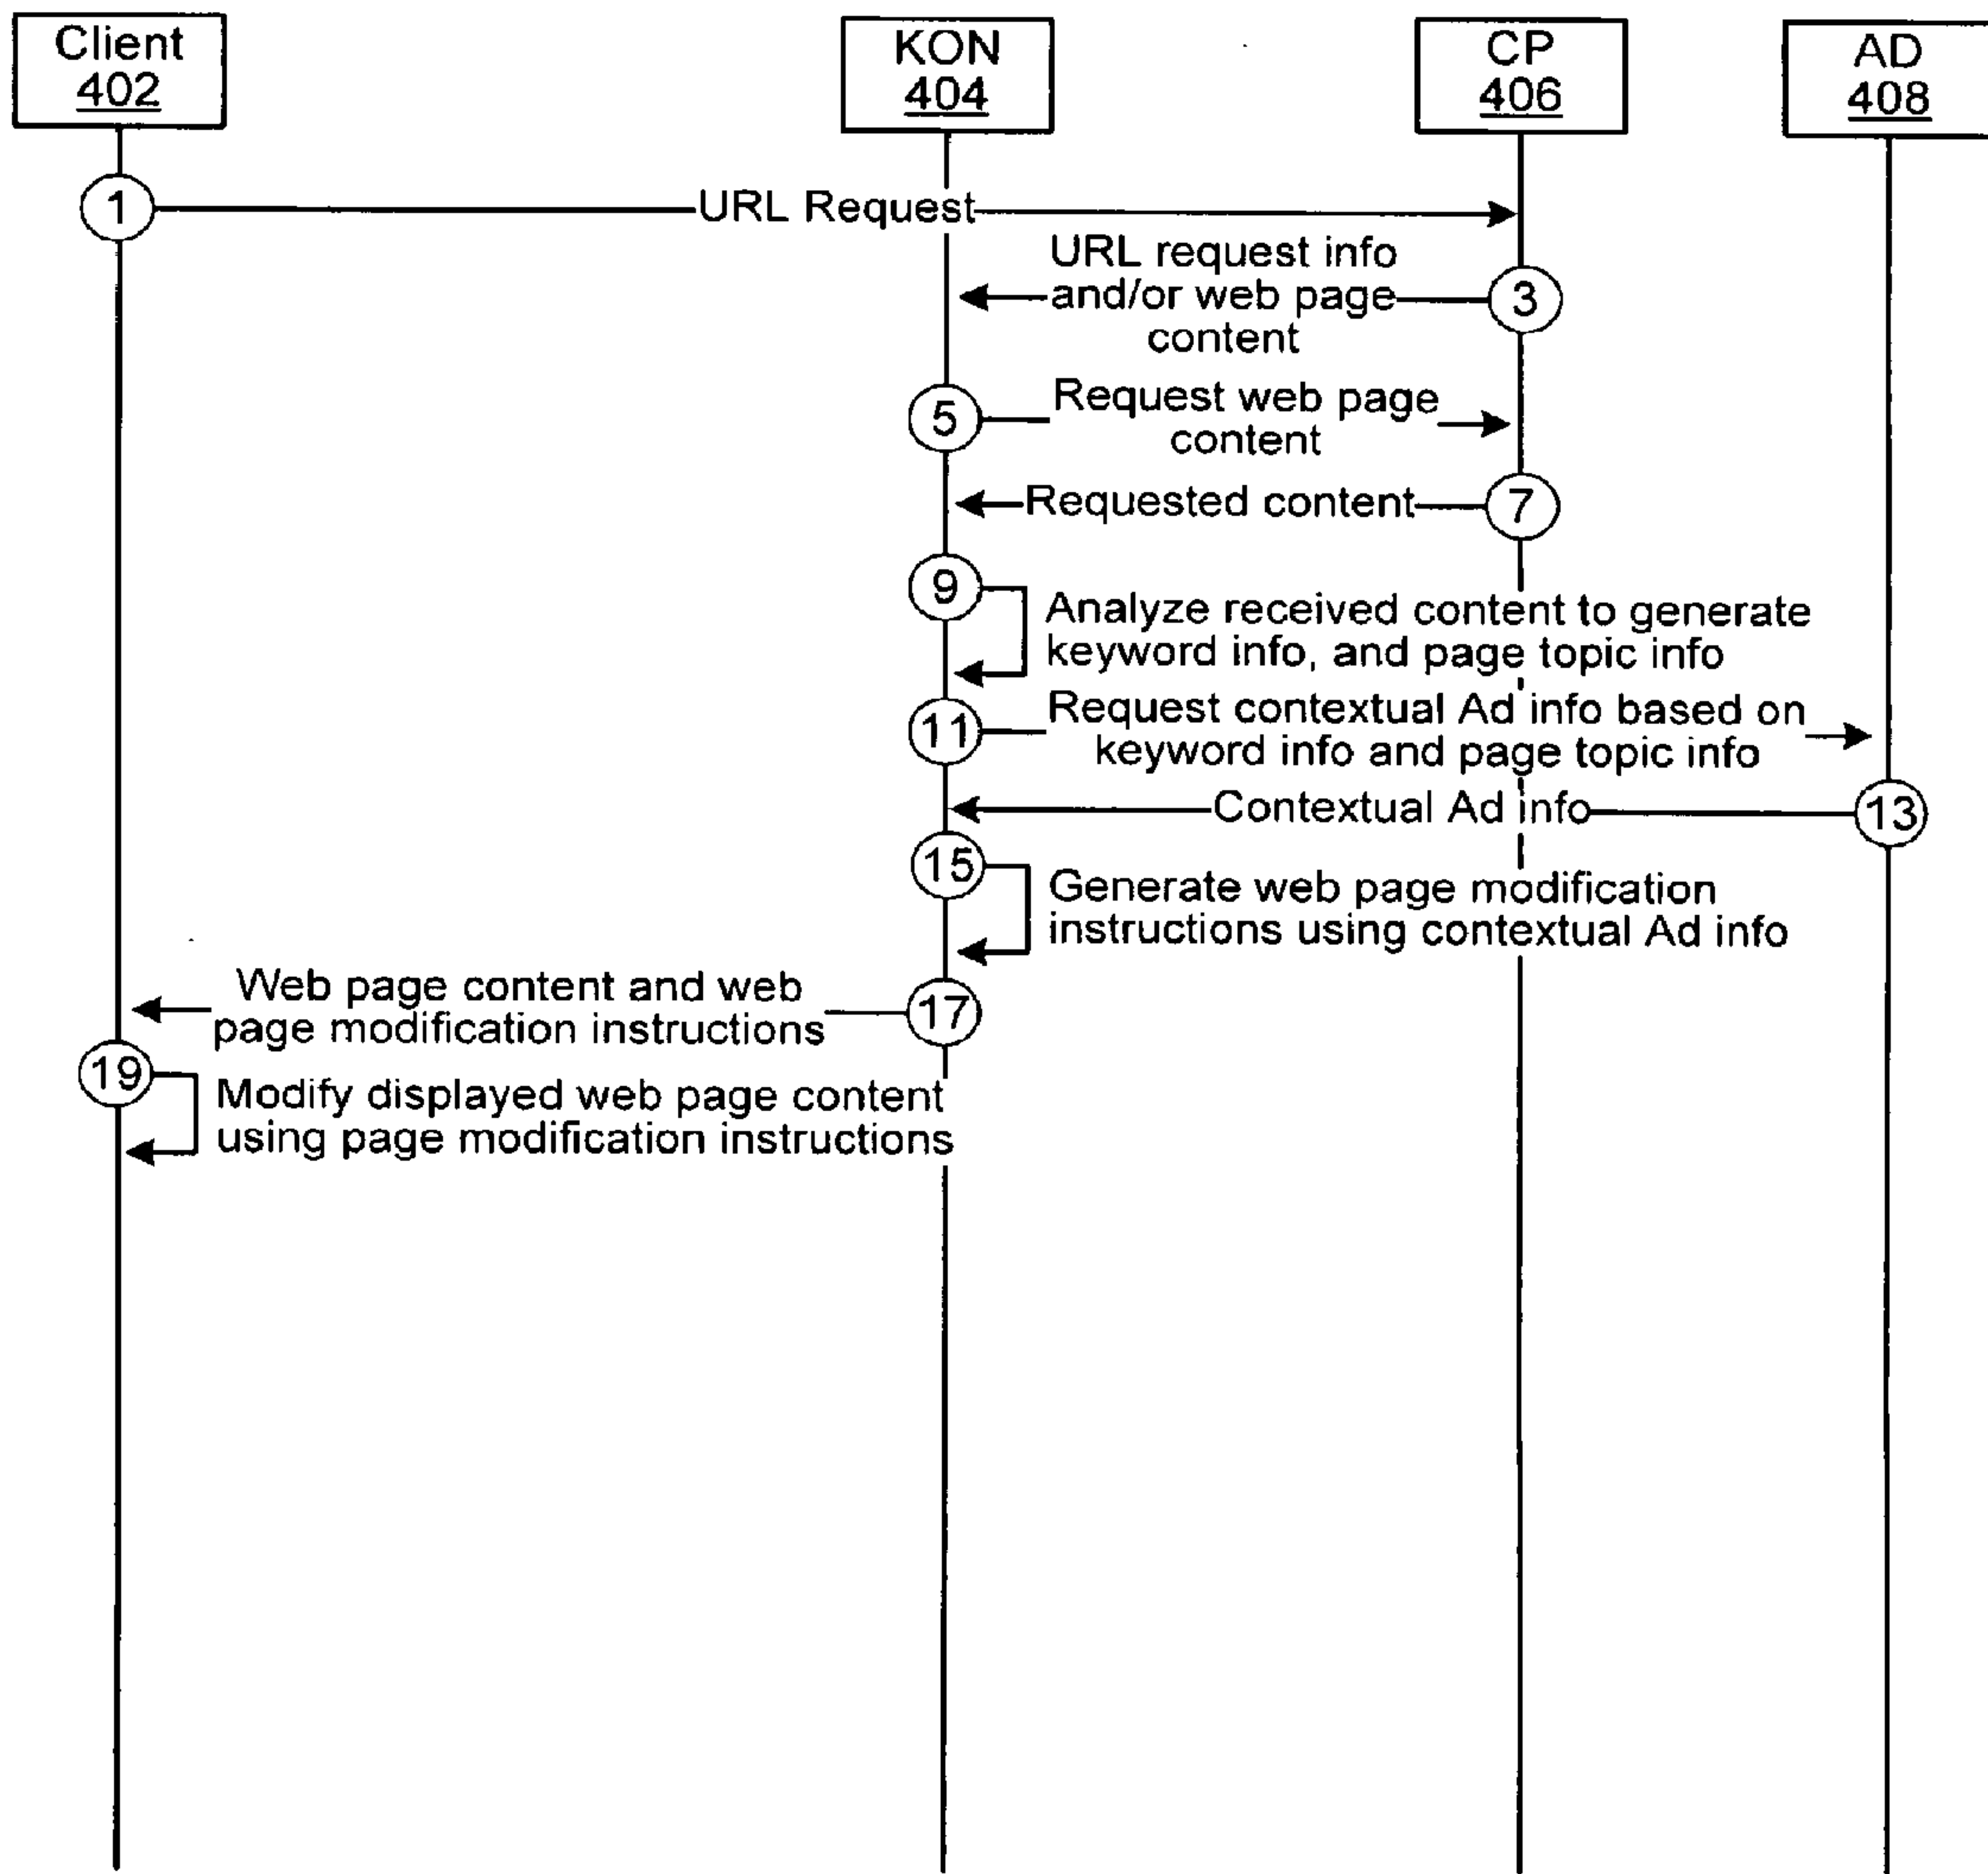 Client
402
KON
404
CP
406
AD
408
1
URL Request
URL request info
and/or web page
content
3
5
Request web page
content
Requested content
7
9
Analyze received content to generate
keyword info, and page topic info
11
Request contextual Ad info based on
keyword info and page topic info
Contextual Ad info
13
15
Generate web page modification
instructions using contextual Ad info
Web page content and web
page modification instructions
17
19
Modify displayed web page content
using page modification instructions